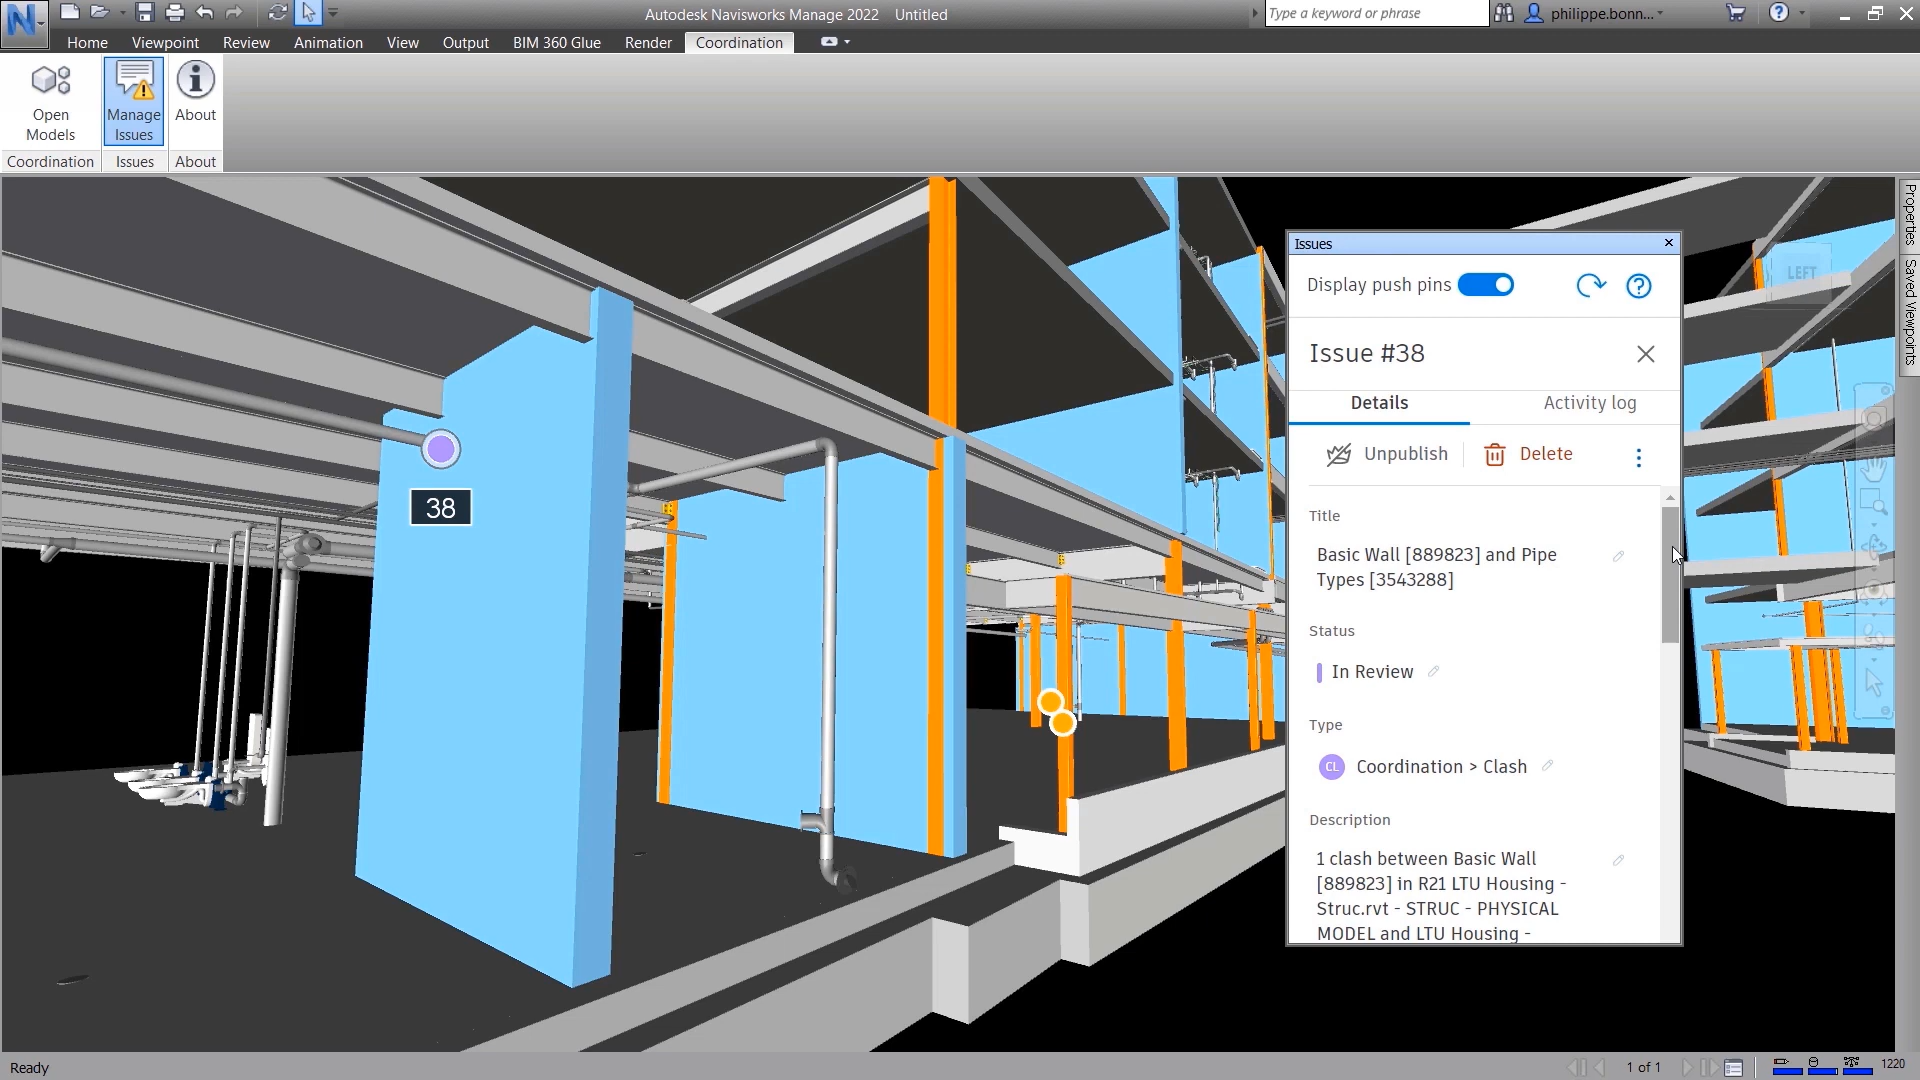 Autodesk Navisworks Manage 2022 Untitled
Type a keyword or phrase
philippe.bonn...
Home Viewpoint Review Animation View Output BIM 360 Glue Render Coordination
Open Models
Manage Issues
About
Coordination Issues About
Properties
Saved Viewpoints
LEFT
38
Issues
Display push pins
Issue #38
Details Activity log
Unpublish Delete
Title
Basic Wall [889823] and Pipe
Types [3543288]
Status
In Review
Type
CL Coordination > Clash
Description
1 clash between Basic Wall
[889823] in R21 LTU Housing -
Struc.rvt - STRUC - PHYSICAL
MODEL and LTU Housing -
Ready
1 of 1
1220